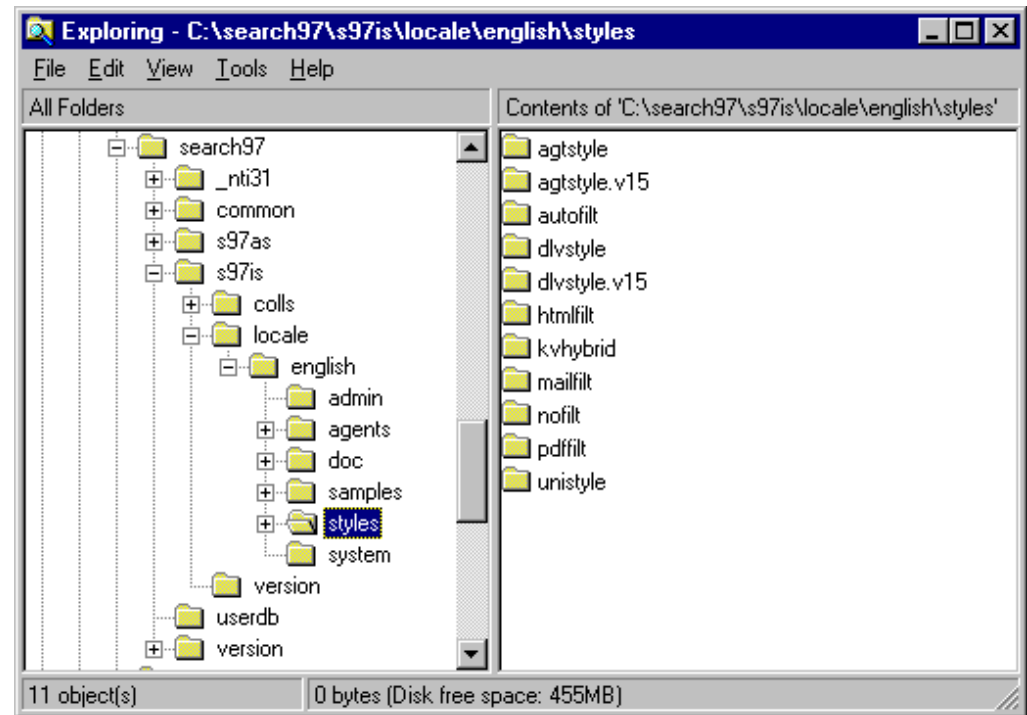 Exploring - C:\search97\s97is\locale\english\styles
File Edit View Tools Help
All Folders
Contents of 'C:\search97\s97is\locale\english\styles'
search97
_nti31
common
s97as
s97is
colls
locale
english
admin
agents
doc
samples
styles
system
version
userdb
version
agtstyle
agtstyle.v15
autofilt
dlvstyle
dlvstyle.v15
htmlfilt
kvhybrid
mailfilt
nofilt
pdffilt
unistyle
11 object(s)
0 bytes (Disk free space: 455MB)